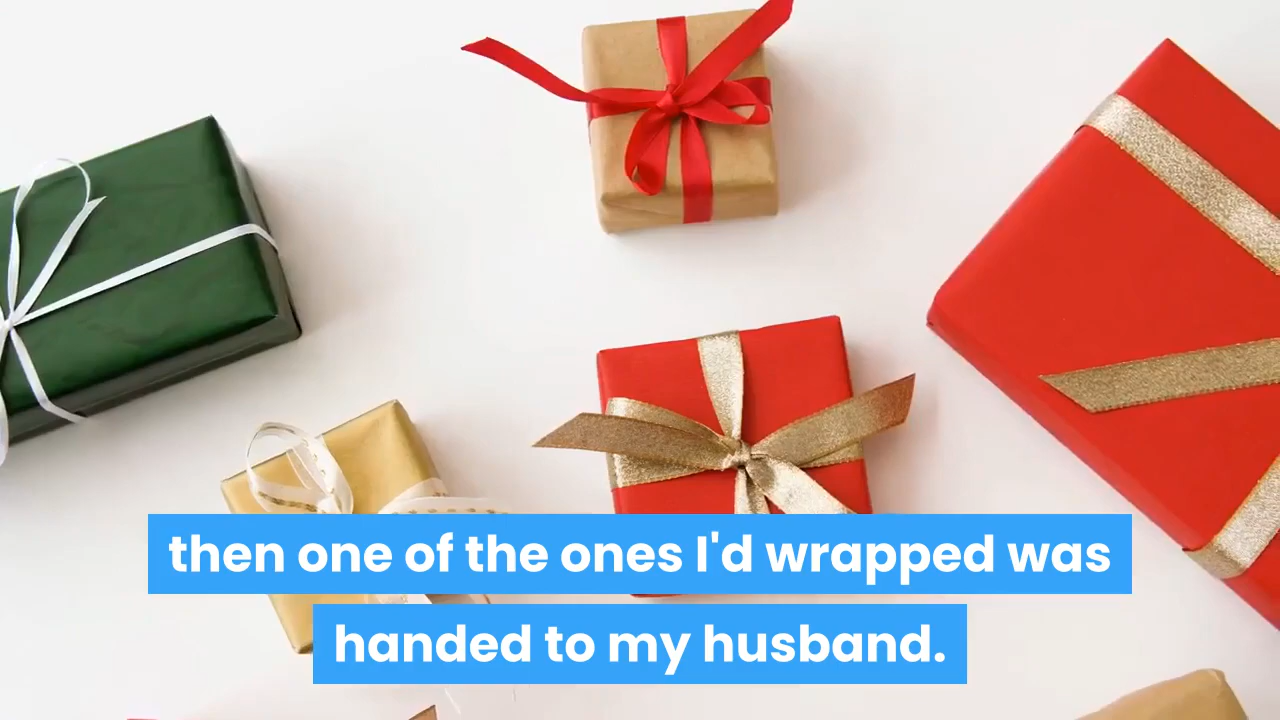 then one of the ones I'd wrapped was
handed to my husband.